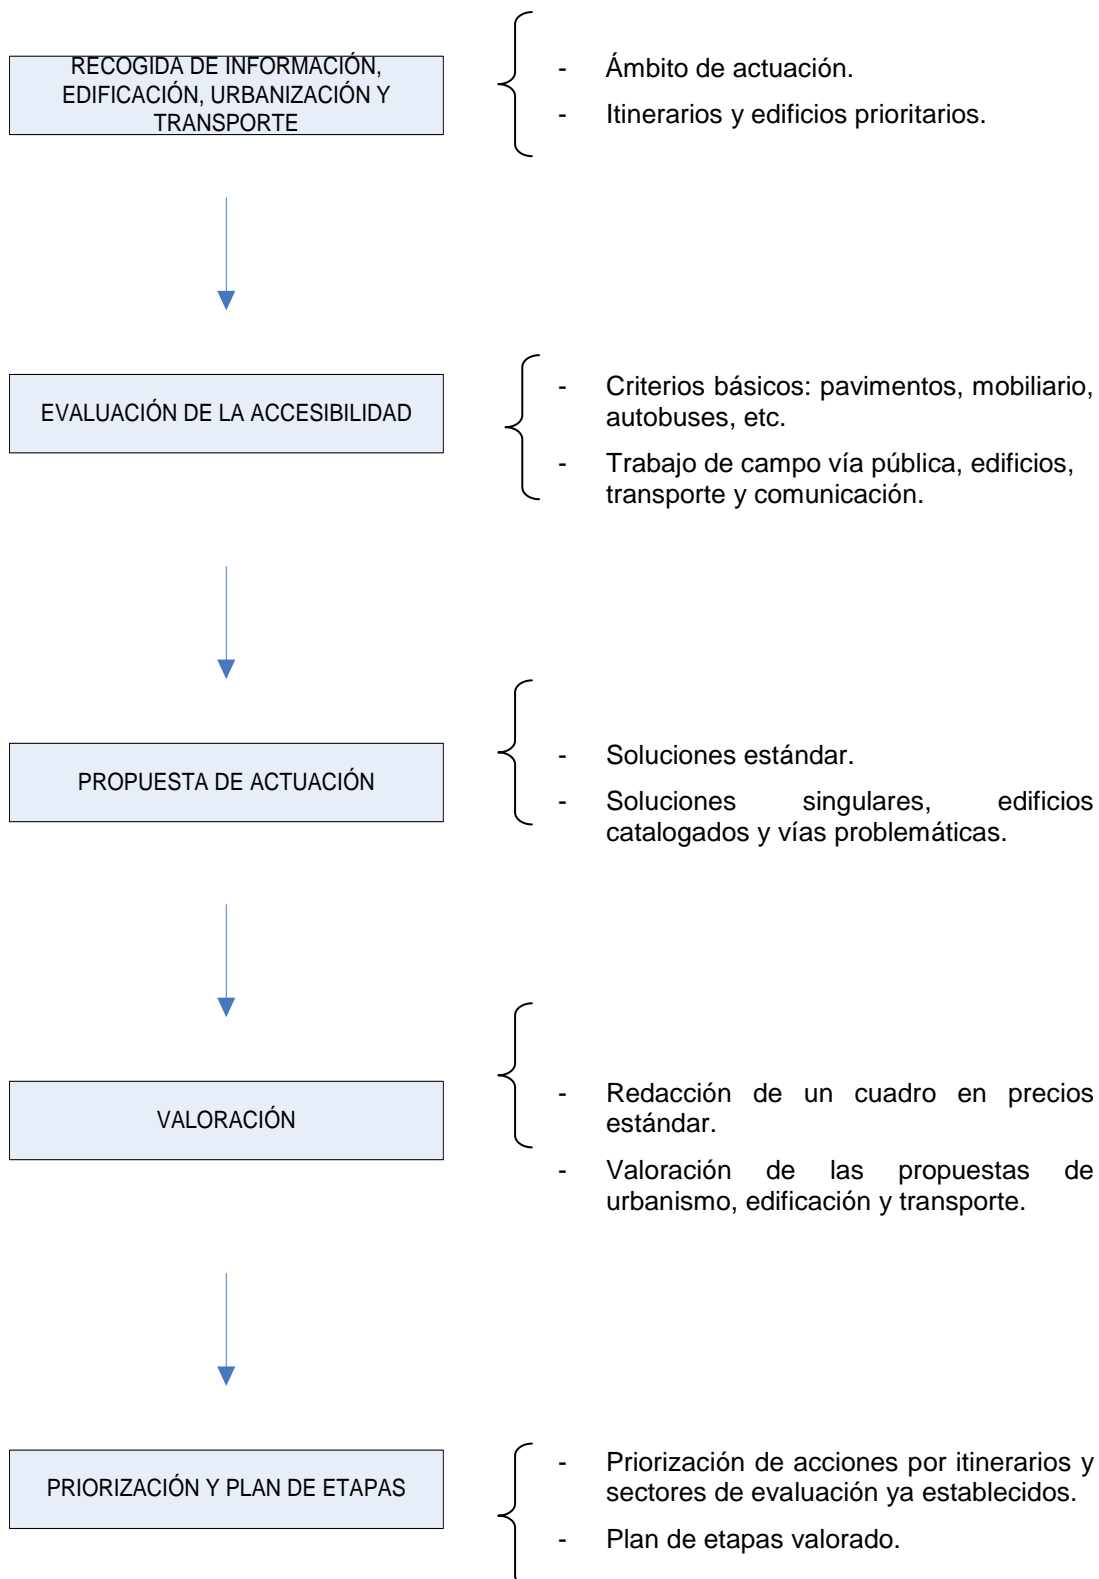 RECOGIDA DE INFORMACIÓN,
EDIFICACIÓN, URBANIZACIÓN Y
TRANSPORTE
- Ámbito de actuación.
- Itinerarios y edificios prioritarios.
EVALUACIÓN DE LA ACCESIBILIDAD
- Criterios básicos: pavimentos, mobiliario,
autobuses, etc.
- Trabajo de campo vía pública, edificios,
transporte y comunicación.
PROPUESTA DE ACTUACIÓN
- Soluciones estándar.
- Soluciones singulares, edificios
catalogados y vías problemáticas.
VALORACIÓN
- Redacción de un cuadro en precios
estándar.
- Valoración de las propuestas de
urbanismo, edificación y transporte.
PRIORIZACIÓN Y PLAN DE ETAPAS
- Priorización de acciones por itinerarios y
sectores de evaluación ya establecidos.
- Plan de etapas valorado.